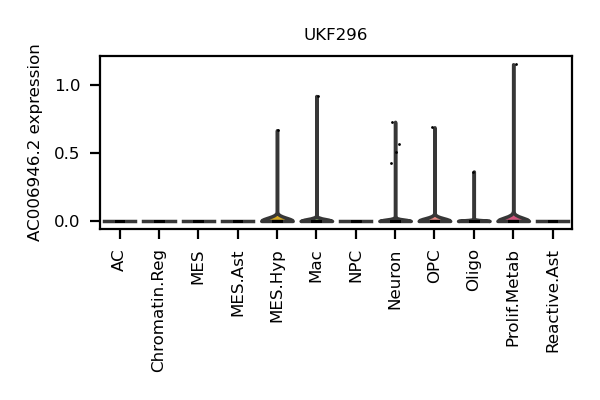 UKF296
AC006946.2 expression
1.0
0.5
0.0
AC
Chromatin.Reg
MES
MES.Ast
MES.Hyp
Mac
NPC
Neuron
OPC
Oligo
Prolif.Metab
Reactive.Ast